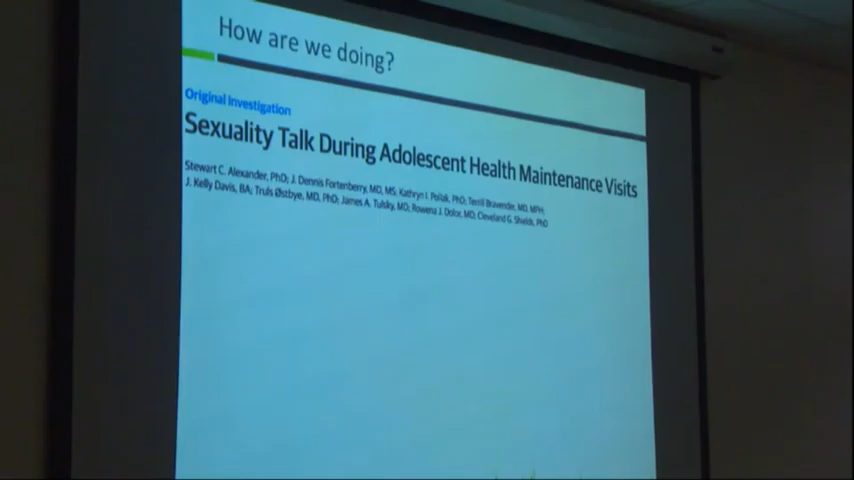 How are we doing?
Original Investigation
Sexuality Talk During Adolescent Health Maintenance Visits
Stewart C. Alexander, PhD; J. Dennis Fortenberry, MD, MS; Kathryn I. Pollak, PhD; Terrill Bravender, MD, MPH;
J. Kelly Davis, BA; Truls Østbye, MD, PhD; James A. Tulsky, MD; Rowena J. Dolor, MD; Cleveland G. Shields, PhD